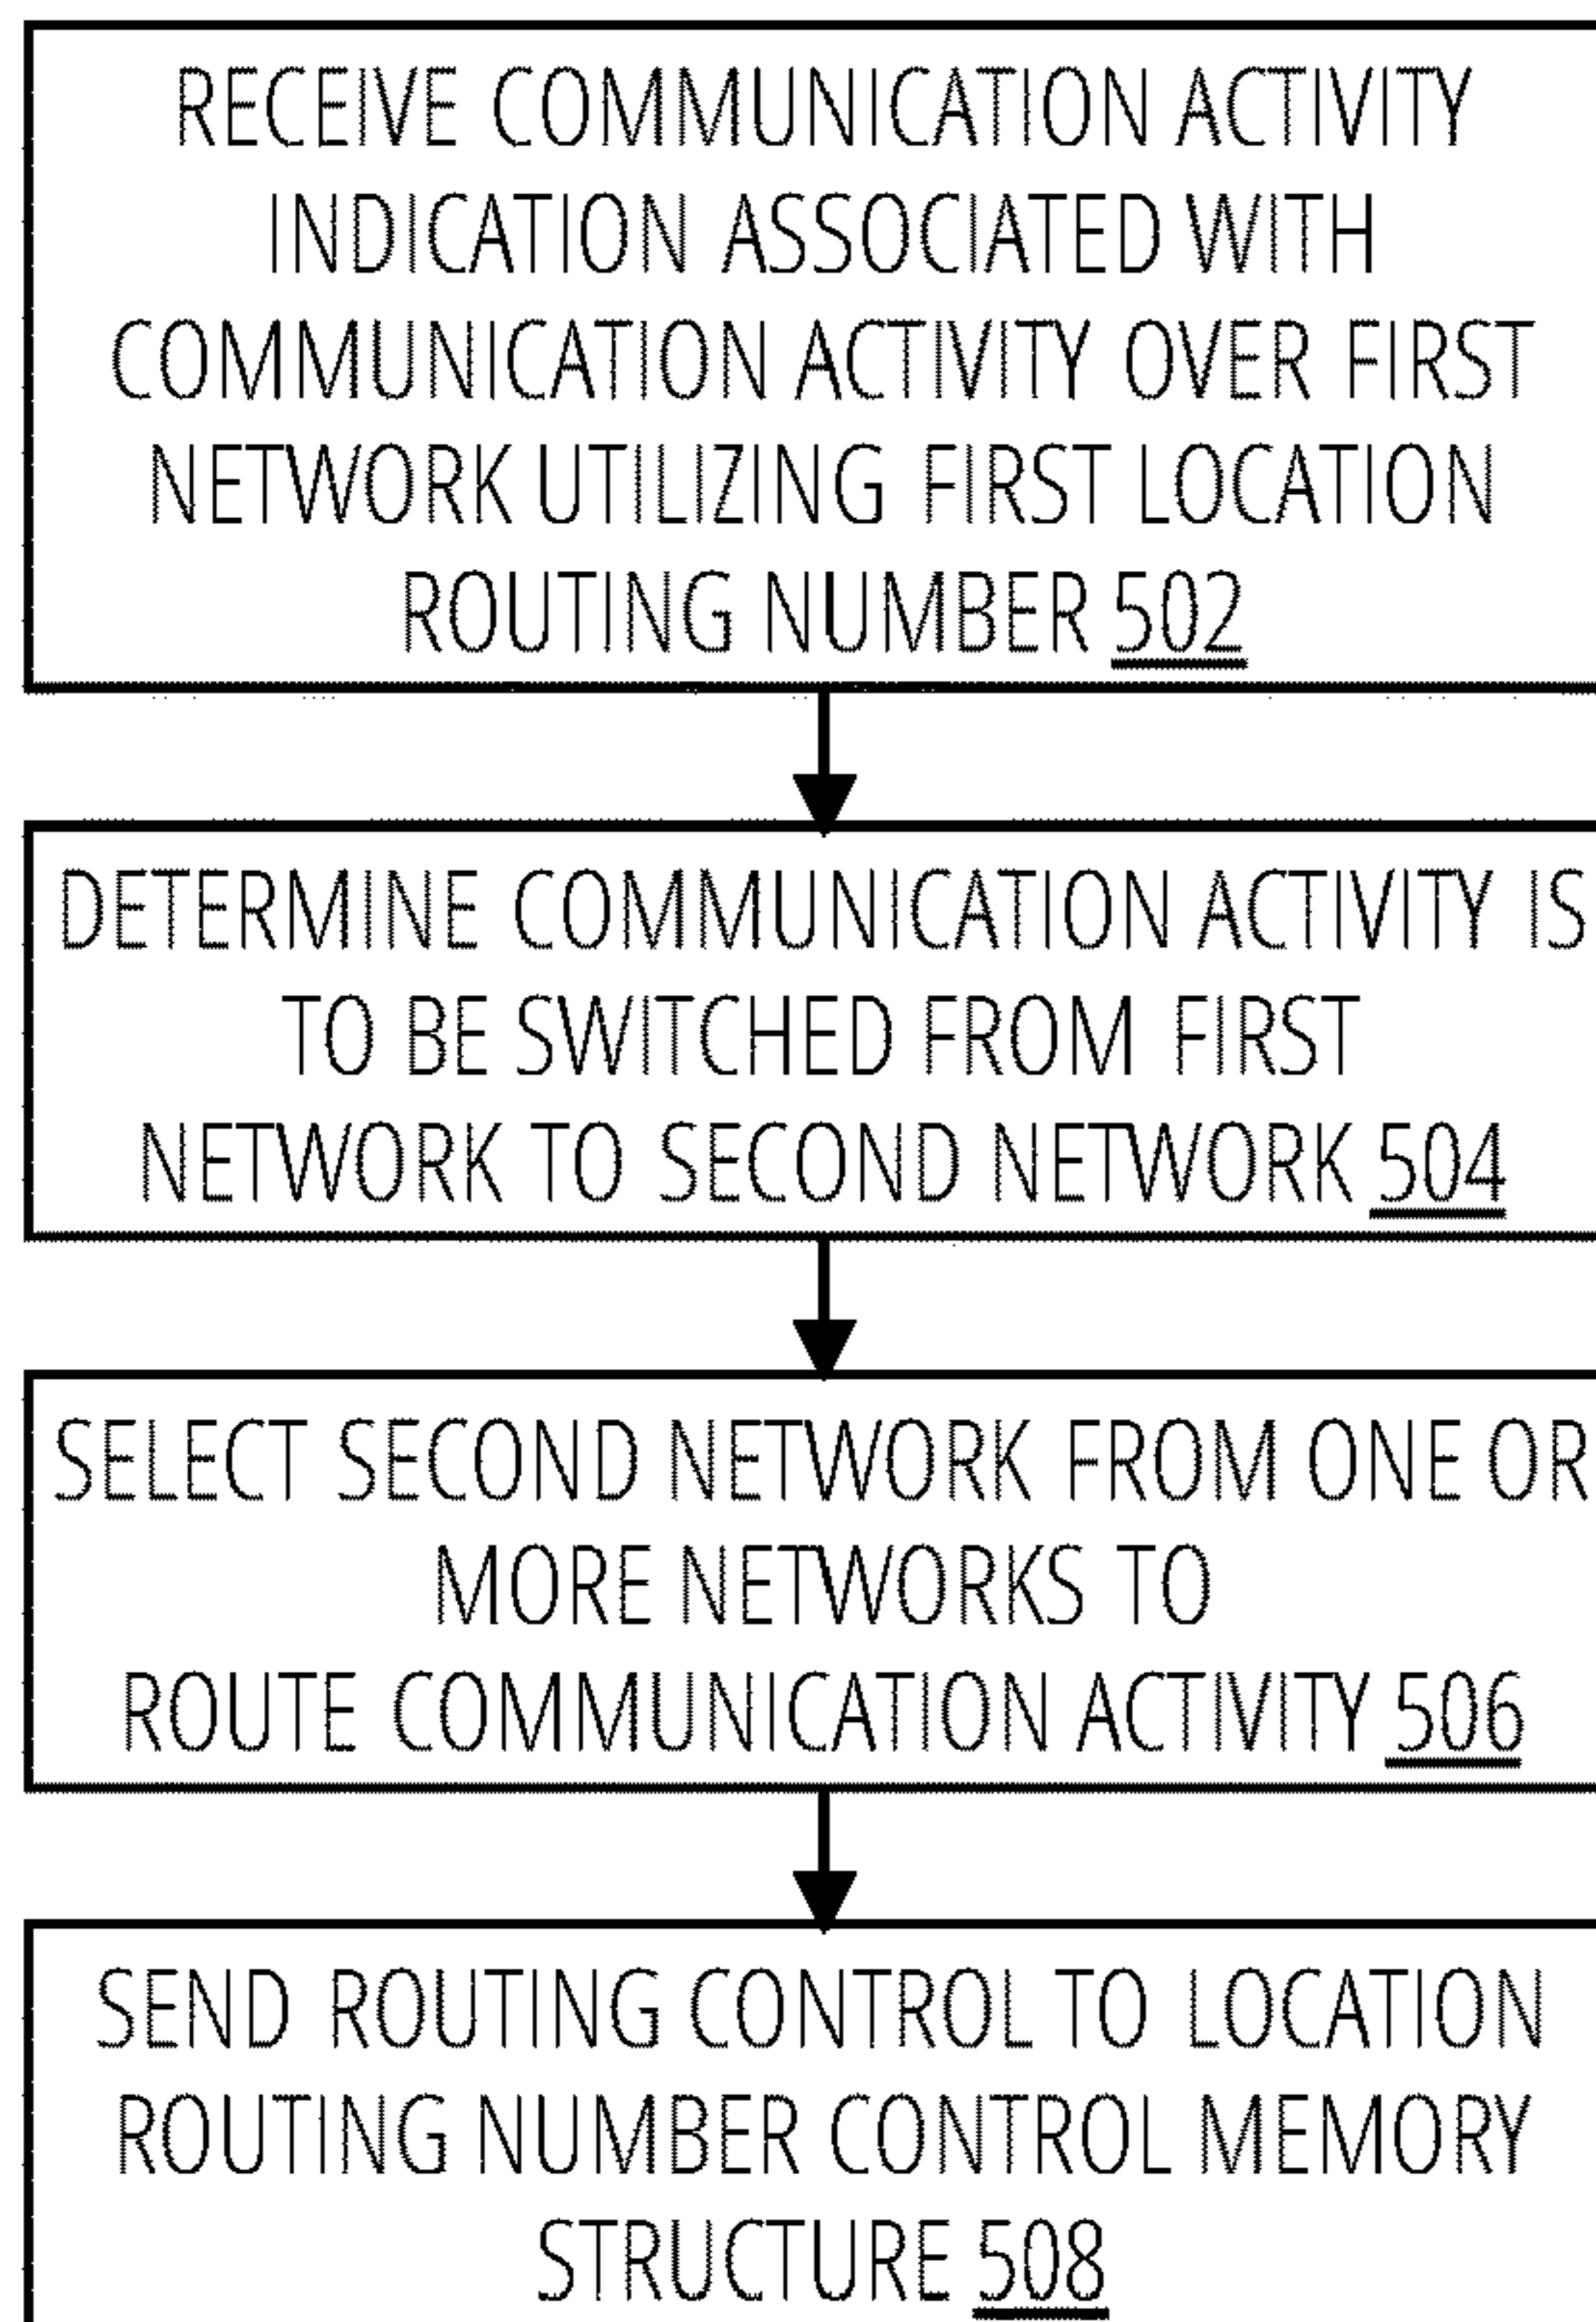 RECEIVE COMMUNICATION ACTIVITY
INDICATION ASSOCIATED WITH
COMMUNICATION ACTIVITY OVER FIRST
NETWORK UTILIZING FIRST LOCATION
ROUTING NUMBER 502
DETERMINE COMMUNICATION ACTIVITY IS
TO BE SWITCHED FROM FIRST
NETWORK TO SECOND NETWORK 504
SELECT SECOND NETWORK FROM ONE OR
MORE NETWORKS TO
ROUTE COMMUNICATION ACTIVITY 506
SEND ROUTING CONTROL TO LOCATION
ROUTING NUMBER CONTROL MEMORY
STRUCTURE 508